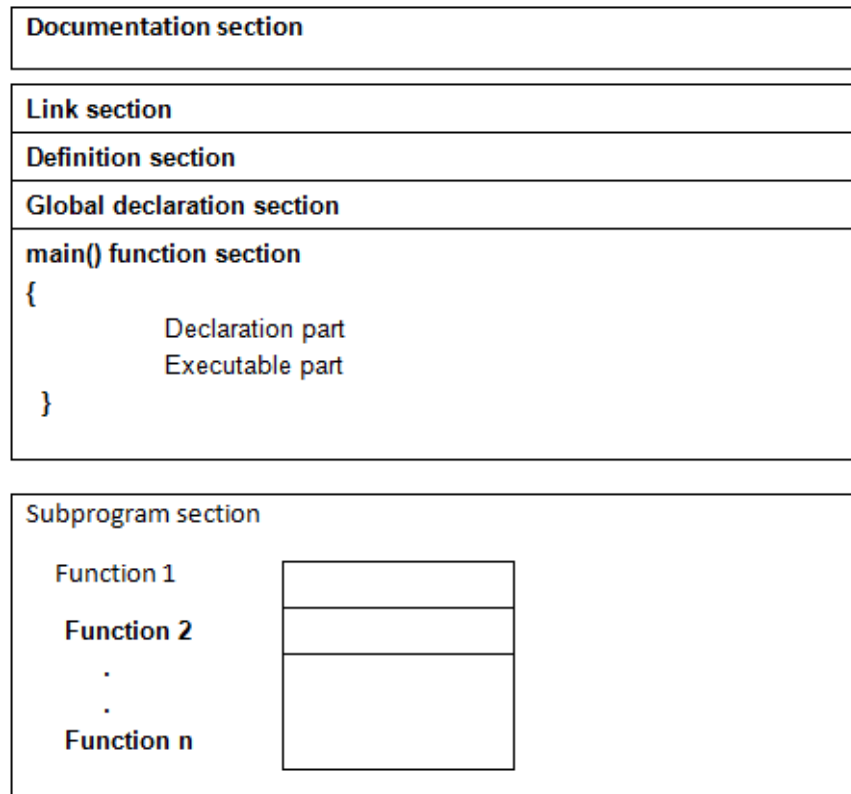 Documentation section
Link section
Definition section
Global declaration section
main() function section
{
Declaration part
Executable part
}
Subprogram section
Function 1
Function 2
.
.
Function n